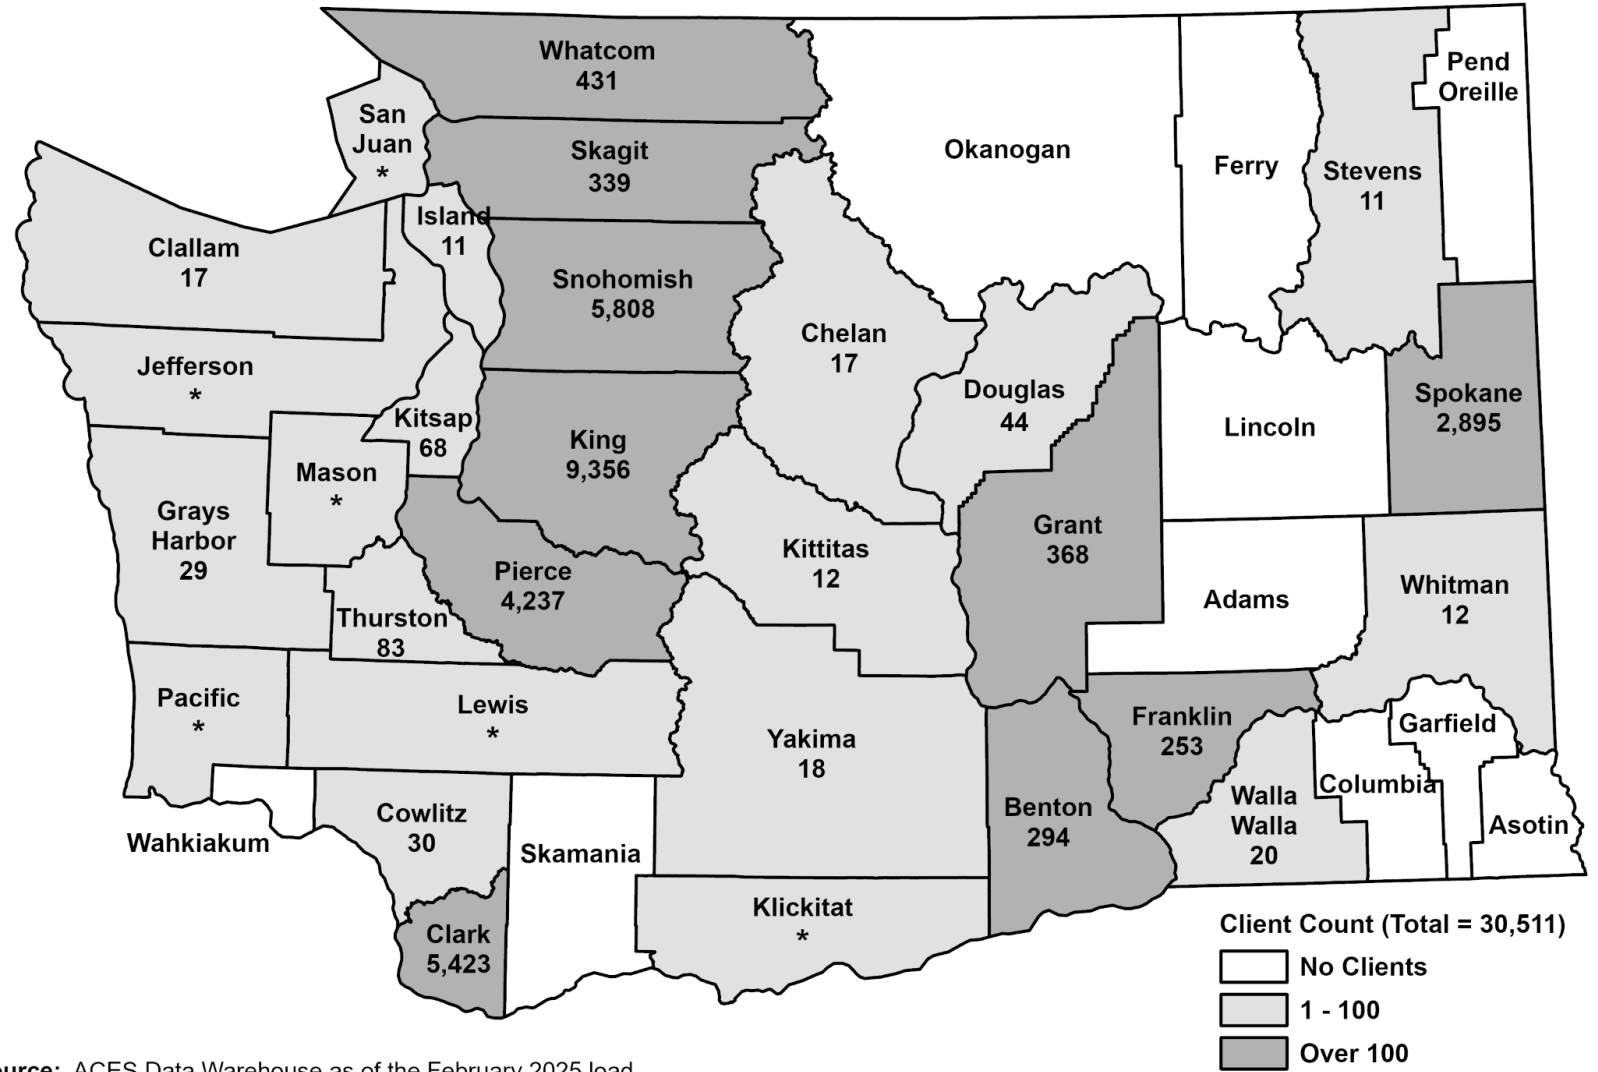 Whatcom
431
San
Juan
*
Skagit
339
Okanogan
Ferry
Stevens
11
Pend
Oreille
Island
11
Clallam
17
Snohomish
5,808
Chelan
17
Jefferson
*
Kitsap
68
King
9,356
Douglas
44
Lincoln
Spokane
2,895
Mason
*
Grays
Harbor
29
Grant
368
Kittitas
12
Pierce
4,237
Adams
Whitman
12
Thurston
83
Pacific
*
Lewis
*
Yakima
18
Franklin
253
Garfield
Columbia
Walla
Walla
20
Asotin
Benton
294
Cowlitz
30
Wahkiakum
Skamania
Klickitat
*
Clark
5,423
Client Count (Total = 30,511)
No Clients
1 - 100
Over 100
ource: ACES Data Warehouse as of the February 2025 load